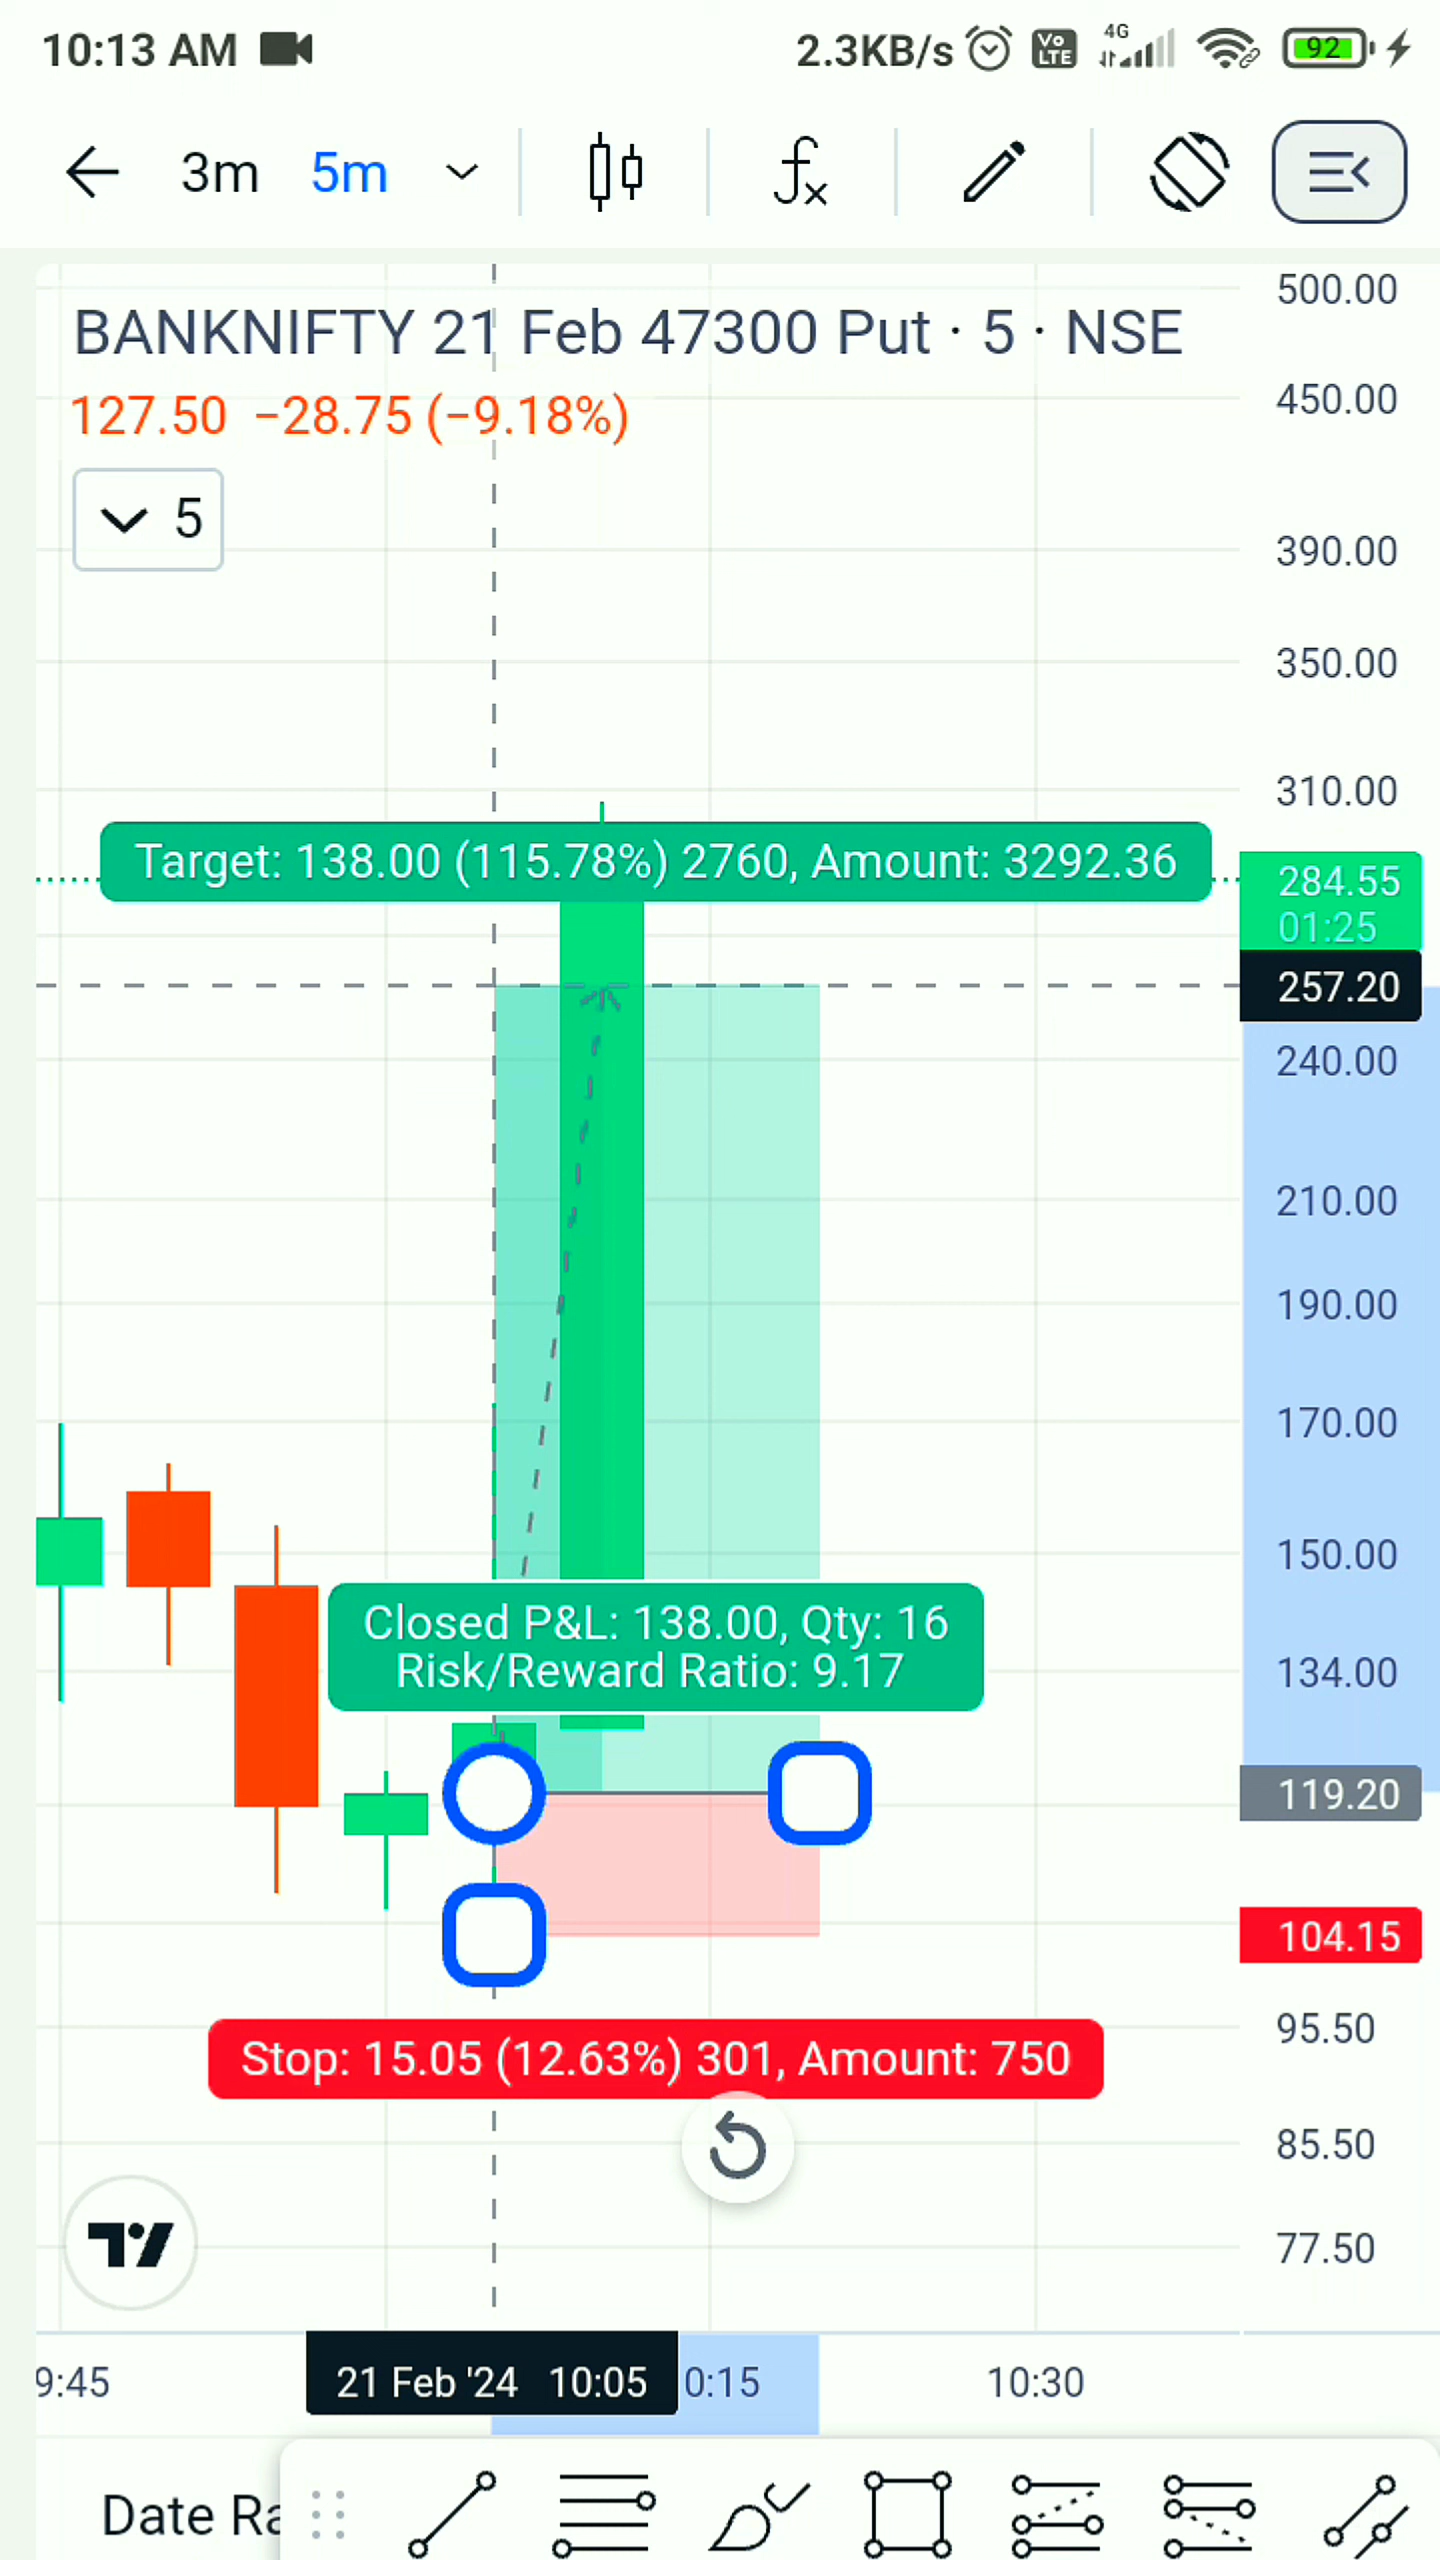 10:13 AM
2.3KB/s
Vo
LTE
4G
92
3m 5m
BANKNIFTY 21 Feb 47300 Put · 5 · NSE
127.50 −28.75 (−9.18%)
5
500.00
450.00
390.00
350.00
310.00
Target: 138.00 (115.78%) 2760, Amount: 3292.36
284.55
01:25
257.20
240.00
210.00
190.00
170.00
150.00
Closed P&L: 138.00, Qty: 16
Risk/Reward Ratio: 9.17
134.00
119.20
104.15
Stop: 15.05 (12.63%) 301, Amount: 750
95.50
85.50
77.50
9:45
21 Feb '24 10:05
0:15
10:30
Date Ra